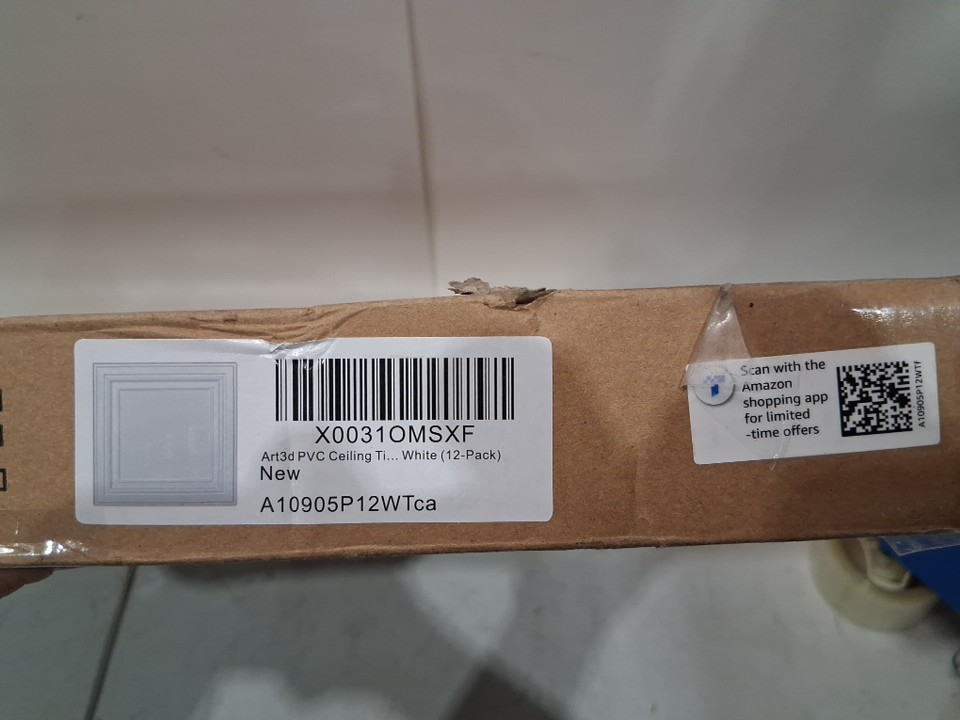 X0031OMSXF
Art3d PVC Ceiling Ti... White (12-Pack)
New
A10905P12WTca
Scan with the
Amazon
shopping app
for limited
-time offers
A10905P12WTf